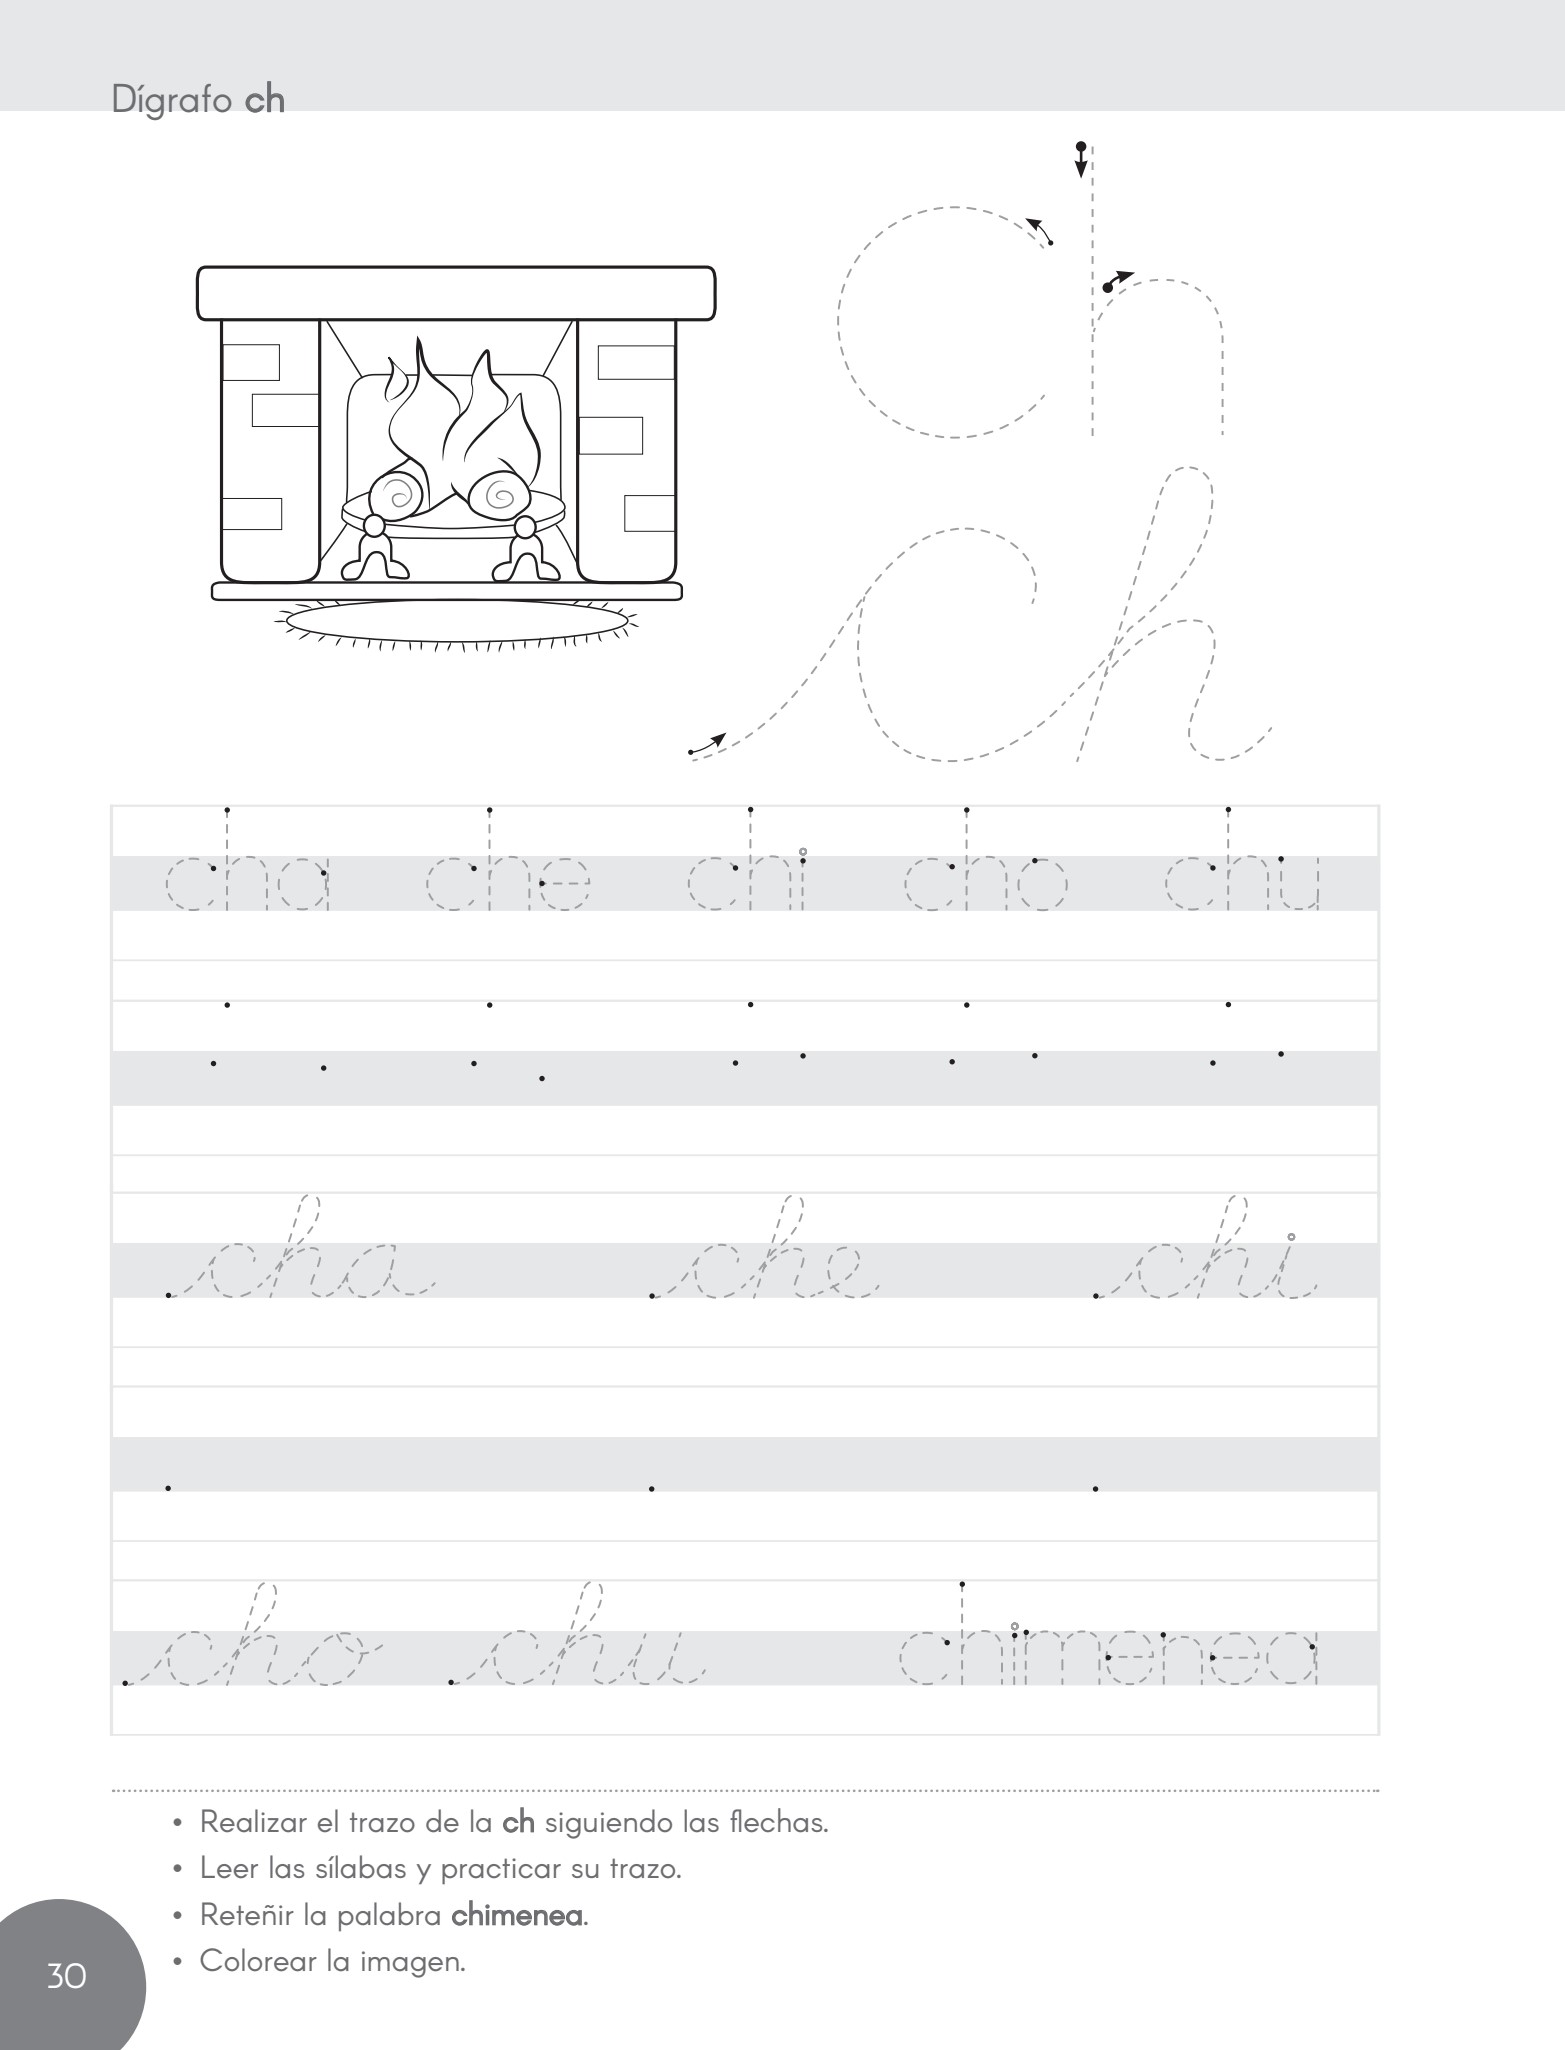 Dígrafo ch
ch
ch
cha che chi cho chu
cha che chi
cho chu chimenea
• Realizar el trazo de la ch siguiendo las flechas.
• Leer las sílabas y practicar su trazo.
• Reteñir la palabra chimenea.
• Colorear la imagen.
30